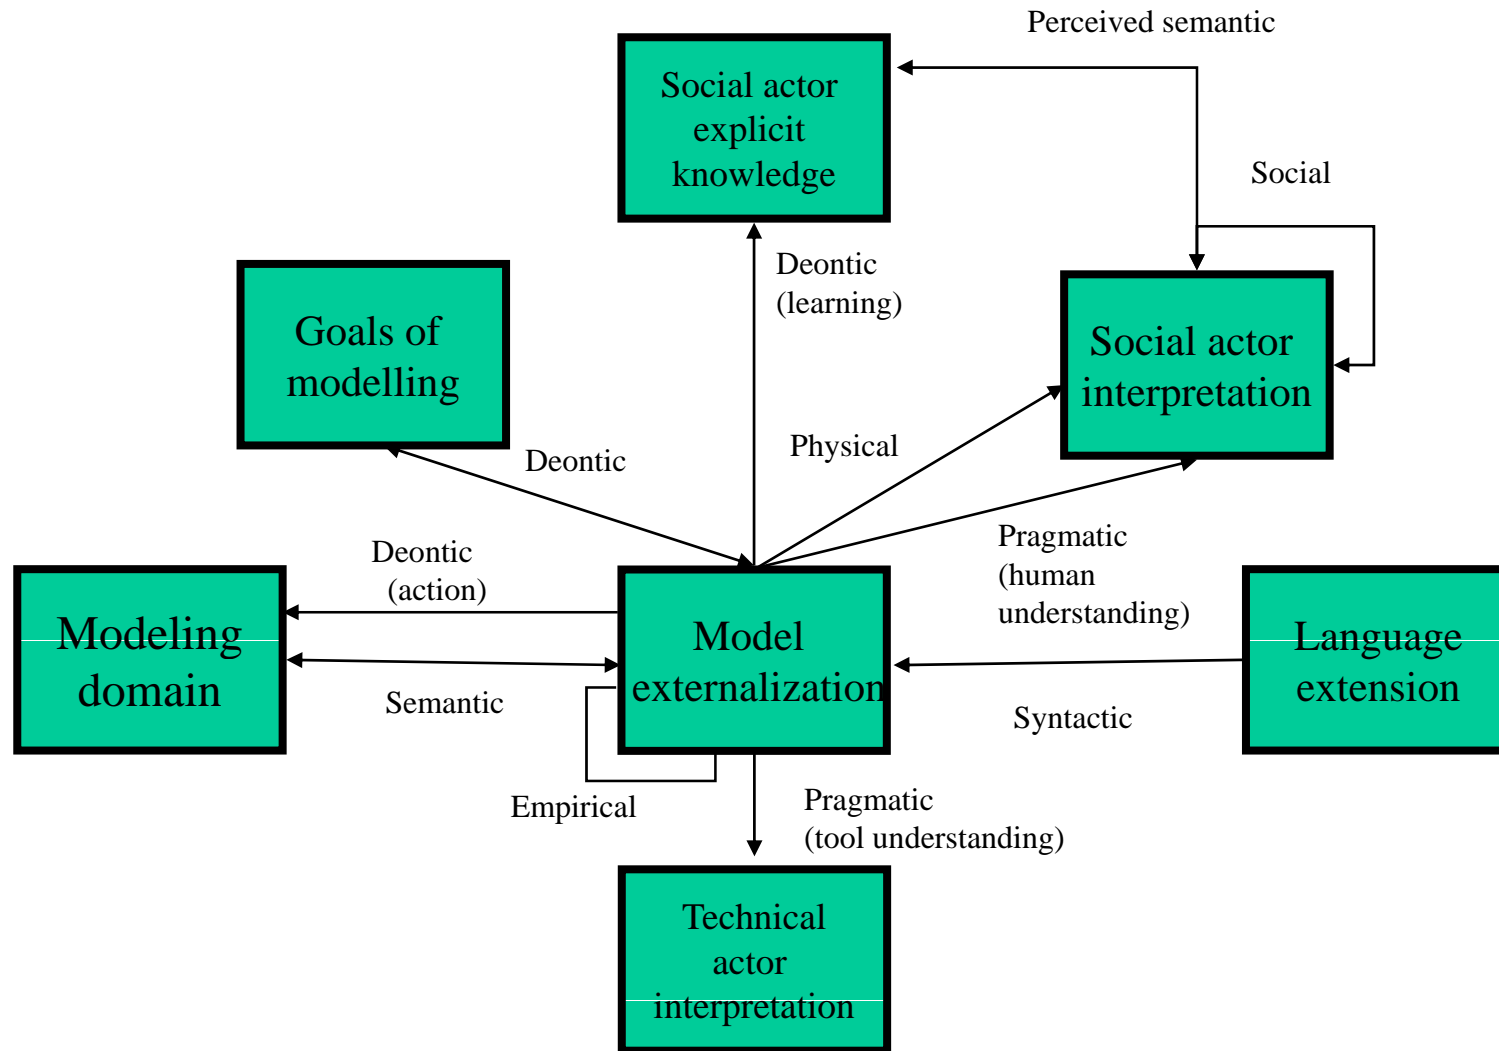 Perceived semantic
Social actor
explicit
knowledge
Social
Deontic
(learning)
Goals of
modelling
Social actor
interpretation
Physical
Deontic
Pragmatic
(human
understanding)
Deontic
(action)
Modeling
domain
Model
externalization
Language
extension
Semantic
Syntactic
Empirical
Pragmatic
(tool understanding)
Technical
actor
interpretation